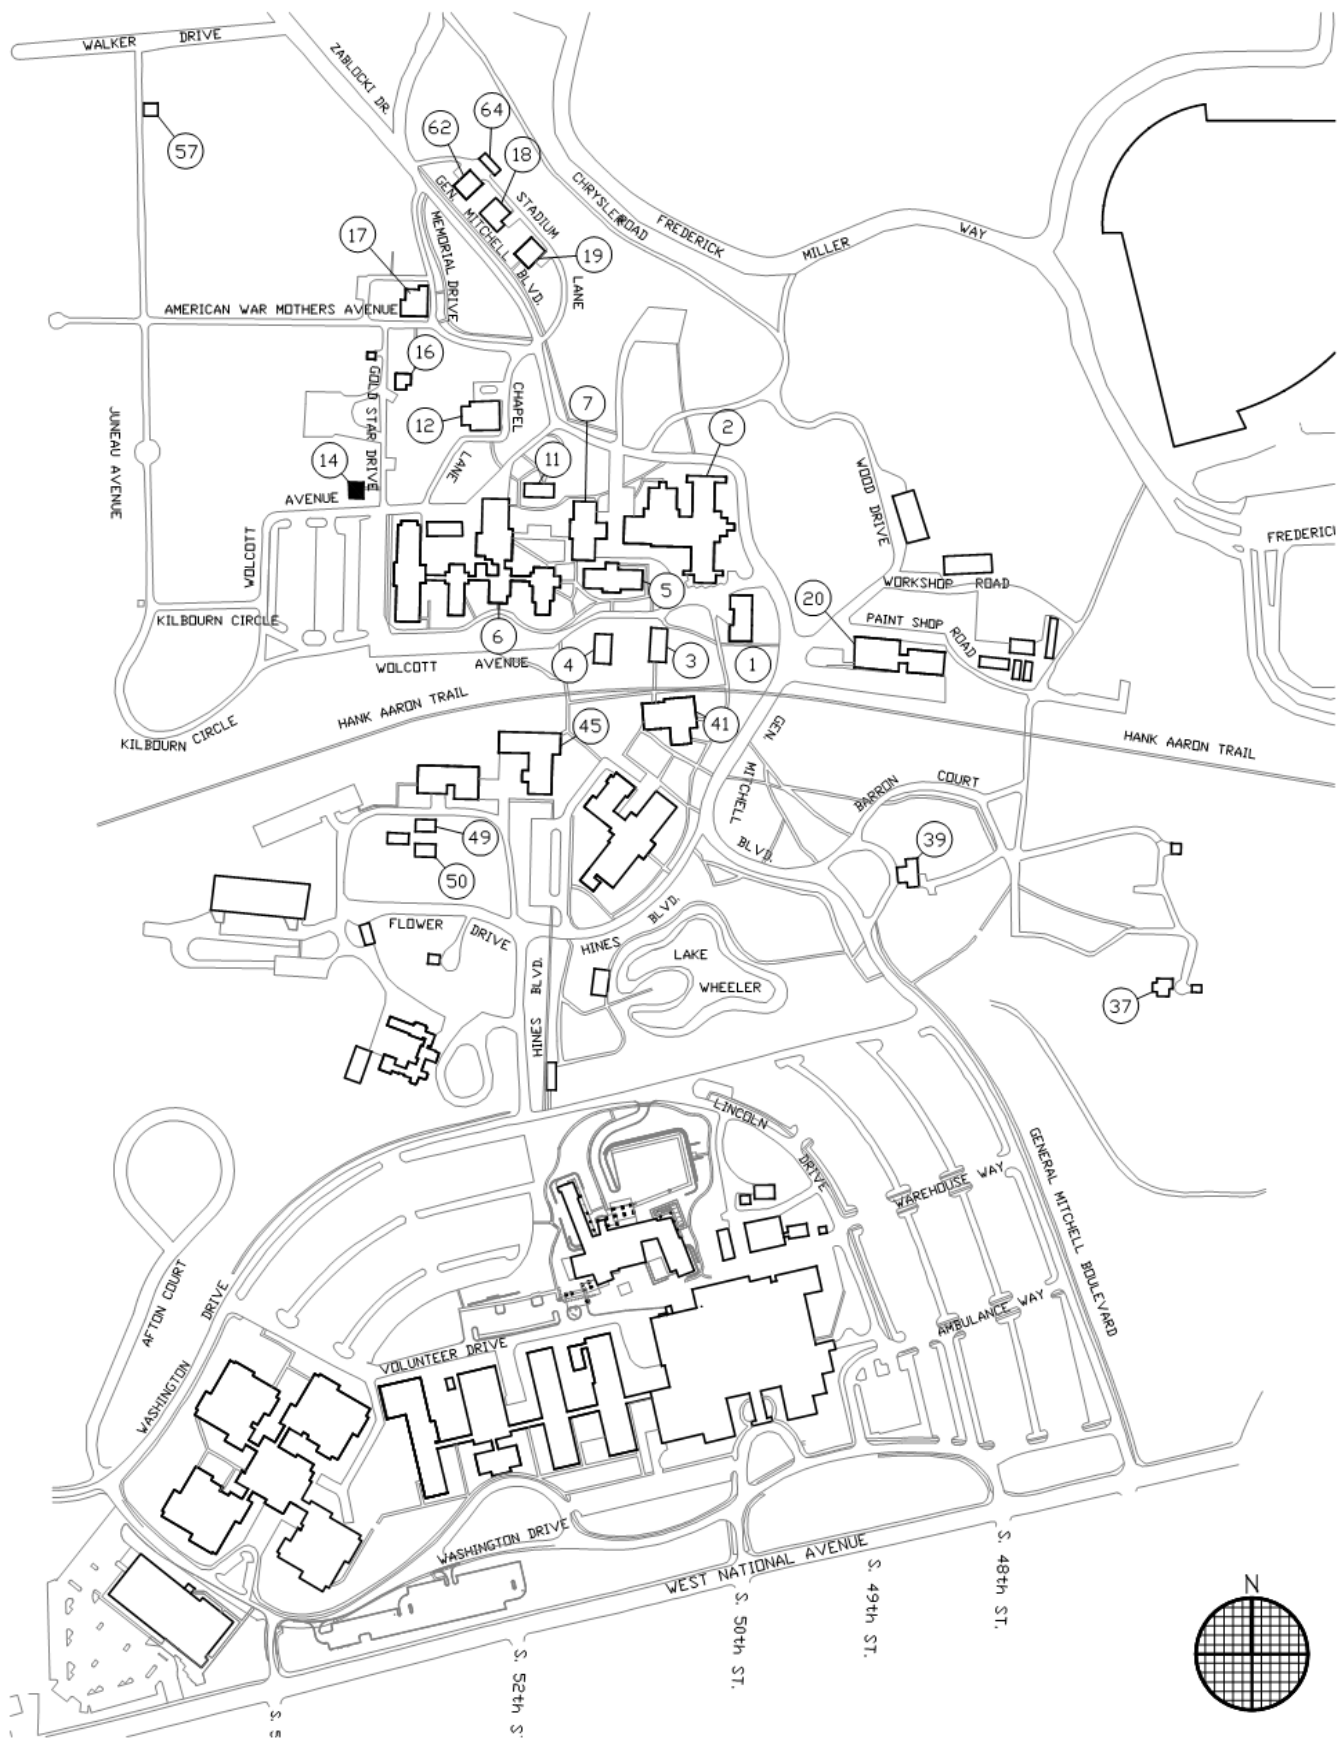 WALKER DRIVE
ZABLOCKI DR.
64
62
18
57
GEN. MITCHELL BLVD.
STADIUM
LANE
CHRYSLER ROAD
FREDERICK MILLER WAY
17
19
MEMORIAL DRIVE
AMERICAN WAR MOTHERS AVENUE
16
GOLD STAR DRIVE
CHAPEL
LANE
JUNEAU AVENUE
12
7
2
14
11
WOOD DRIVE
WOLCOTT
AVENUE
WORKSHOP ROAD
5
20
PAINT SHOP
ROAD
KILBOURN CIRCLE
6
4
3
1
WOLCOTT AVENUE
HANK AARON TRAIL
KILBOURN CIRCLE
45
41
GEN.
MITCHELL
BLVD.
HANK AARON TRAIL
BARRON COURT
49
39
50
FLOWER DRIVE
HINES BLVD.
HINES BLVD.
LAKE
WHEELER
37
LINCOLN
DRIVE
WAREHOUSE WAY
GENERAL MITCHELL BOULEVARD
AFTON COURT
WASHINGTON DRIVE
AMBULANCE WAY
VOLUNTEER DRIVE
WASHINGTON DRIVE
WEST NATIONAL AVENUE
S. 48th ST.
S. 49th ST.
S. 50th ST.
S. 52th S
S. 5
N